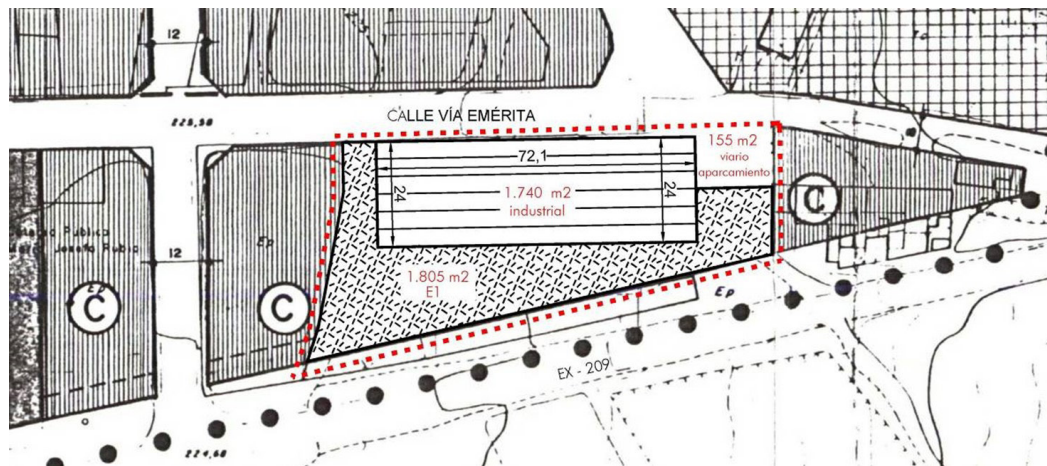 12
CALLE VÍA EMÉRITA
225,50
155 m2
viario
aparcamiento
72,1
24
24
1.740 m2
industrial
Ep
12
Ep
C
C
C
1.805 m2
E1
Ep
EX - 209
224,60